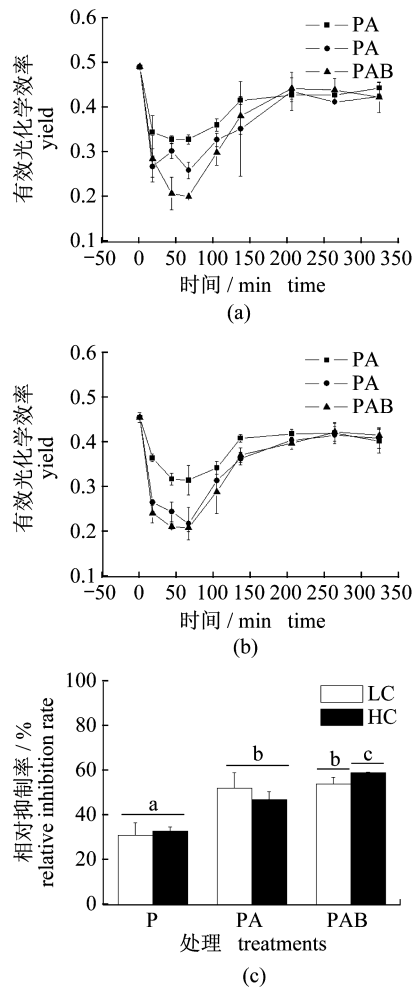 0.6
0.5
0.4
0.3
0.2
0.1
有效光化学效率
yield
PA
PA
PAB
−50 0 50 100 150 200 250 300 350
时间 / min time
(a)
0.6
0.5
0.4
0.3
0.2
0.1
有效光化学效率
yield
PA
PA
PAB
−50 0 50 100 150 200 250 300 350
时间 / min time
(b)
100
80
60
40
20
0
相对抑制率 / %
relative inhibition rate
LC
HC
a
b
b c
P PA PAB
处理 treatments
(c)